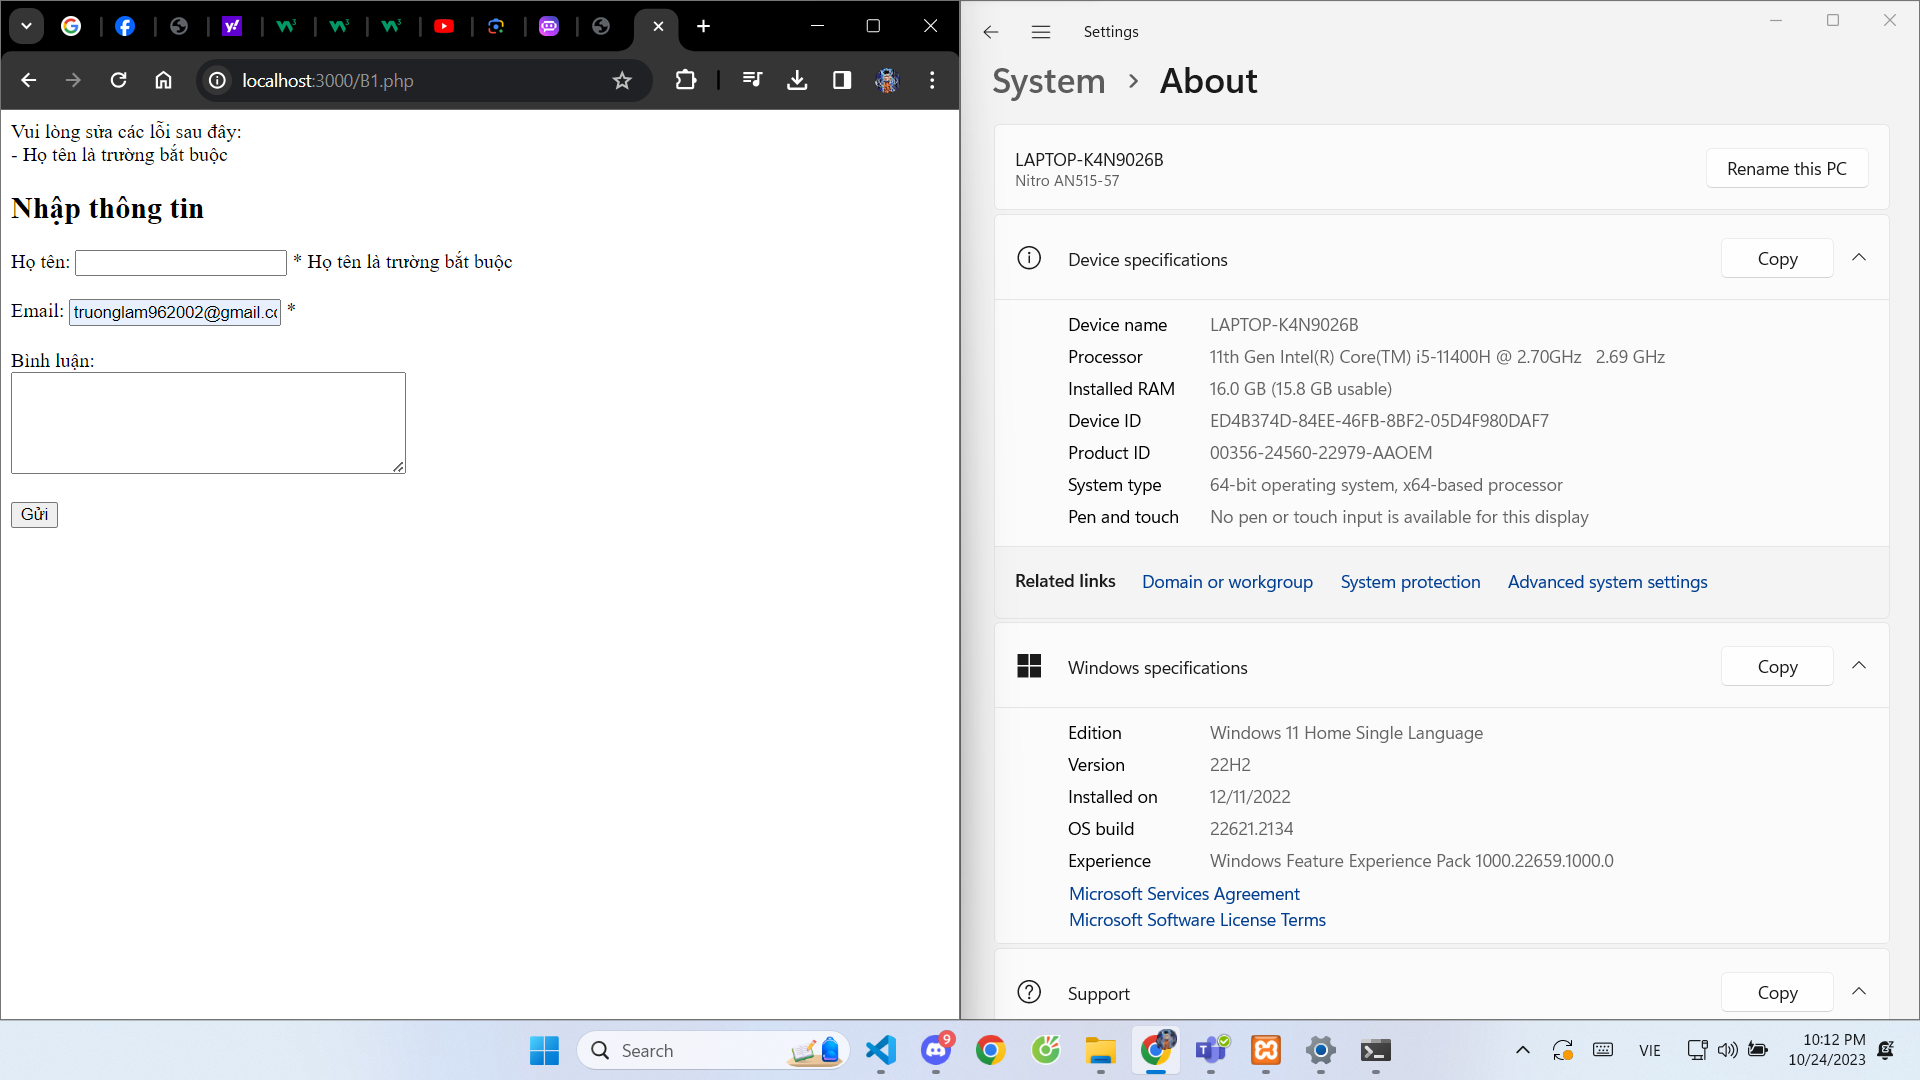 localhost:3000/B1.php
Vui lòng sửa các lỗi sau đây:
- Họ tên là trường bắt buộc
Nhập thông tin
Họ tên: * Họ tên là trường bắt buộc
Email: truonglam962002@gmail.co *
Bình luận:
Gửi
Settings
System > About
LAPTOP-K4N9026B
Nitro AN515-57
Rename this PC
Device specifications
Copy
Device name LAPTOP-K4N9026B
Processor 11th Gen Intel(R) Core(TM) i5-11400H @ 2.70GHz 2.69 GHz
Installed RAM 16.0 GB (15.8 GB usable)
Device ID ED4B374D-84EE-46FB-8BF2-05D4F980DAF7
Product ID 00356-24560-22979-AAOEM
System type 64-bit operating system, x64-based processor
Pen and touch No pen or touch input is available for this display
Related links Domain or workgroup System protection Advanced system settings
Windows specifications
Copy
Edition Windows 11 Home Single Language
Version 22H2
Installed on 12/11/2022
OS build 22621.2134
Experience Windows Feature Experience Pack 1000.22659.1000.0
Microsoft Services Agreement
Microsoft Software License Terms
Support
Copy
Search
9
VIE
10:12 PM
10/24/2023